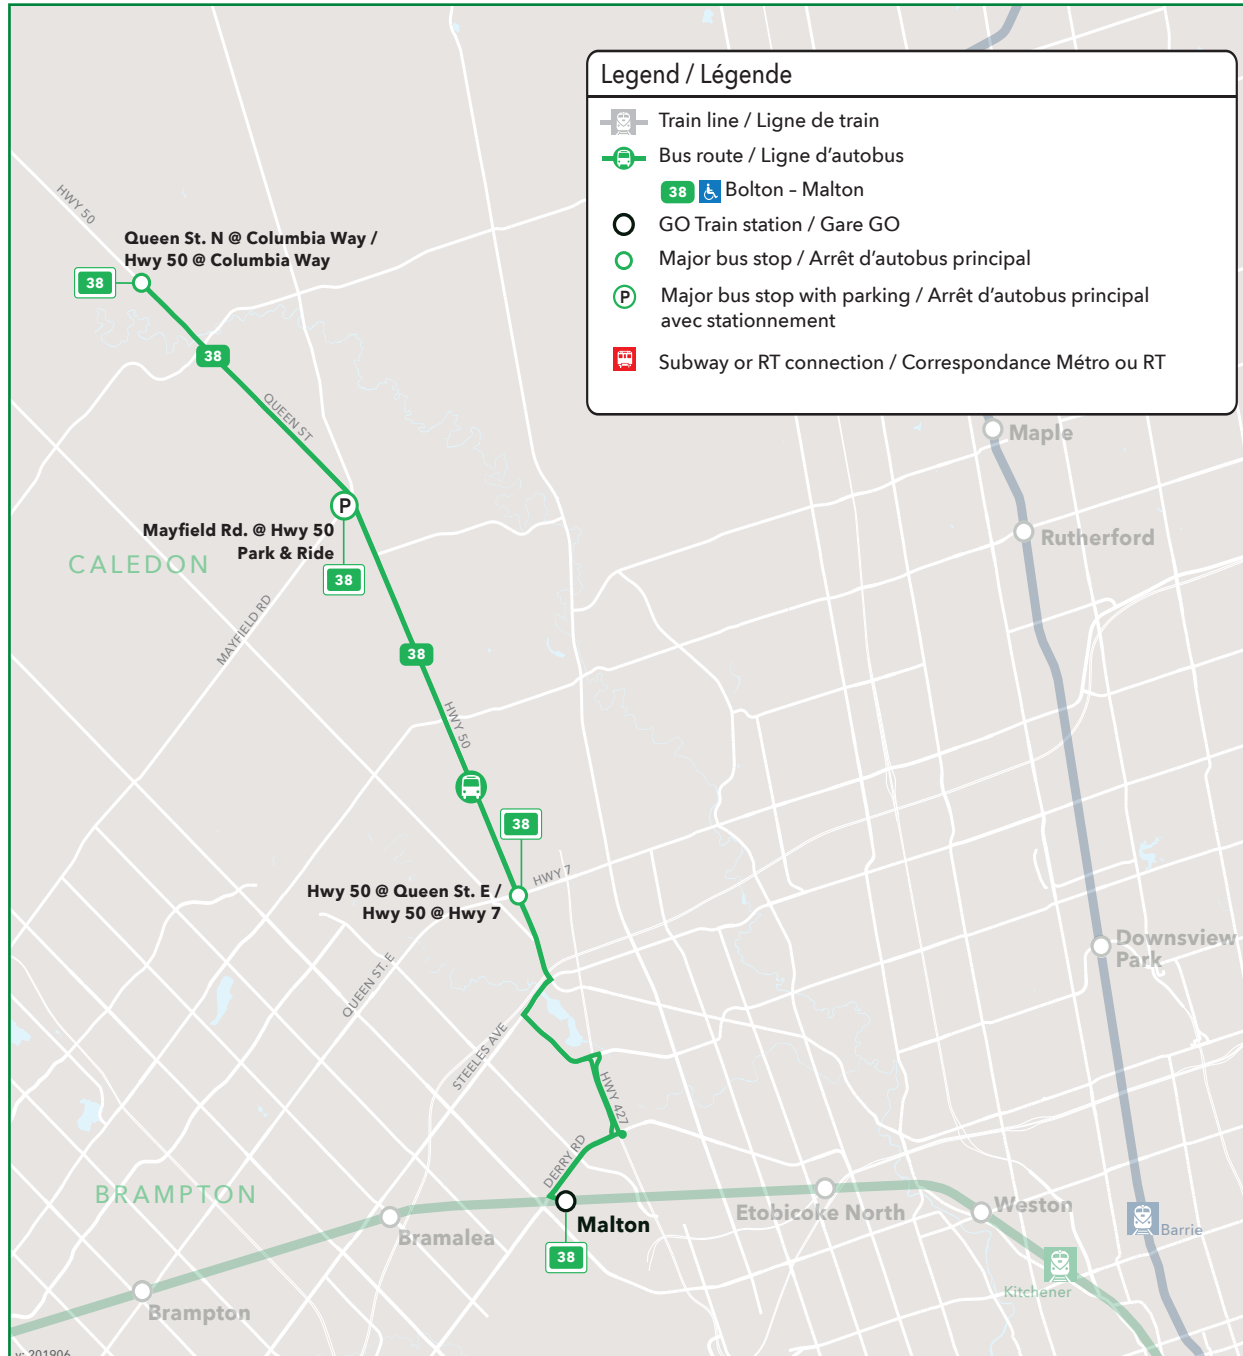 Legend / Légende
Train line / Ligne de train
Bus route / Ligne d'autobus
38 Bolton – Malton
GO Train station / Gare GO
Major bus stop / Arrêt d'autobus principal
P Major bus stop with parking / Arrêt d'autobus principal
avec stationnement
Subway or RT connection / Correspondance Métro ou RT
HWY 50
Queen St. N @ Columbia Way /
Hwy 50 @ Columbia Way
38
38
QUEEN ST
Maple
P
Mayfield Rd. @ Hwy 50
Park & Ride
38
Rutherford
CALEDON
MAYFIELD RD
38
HWY 50
38
HWY 7
Hwy 50 @ Queen St. E /
Hwy 50 @ Hwy 7
Downsview
Park
QUEEN ST. E
STEELES AVE
HWY 427
DERRY RD
BRAMPTON
Malton
38
Bramalea
Etobicoke North
Weston
Barrie
Kitchener
Brampton
v: 201906